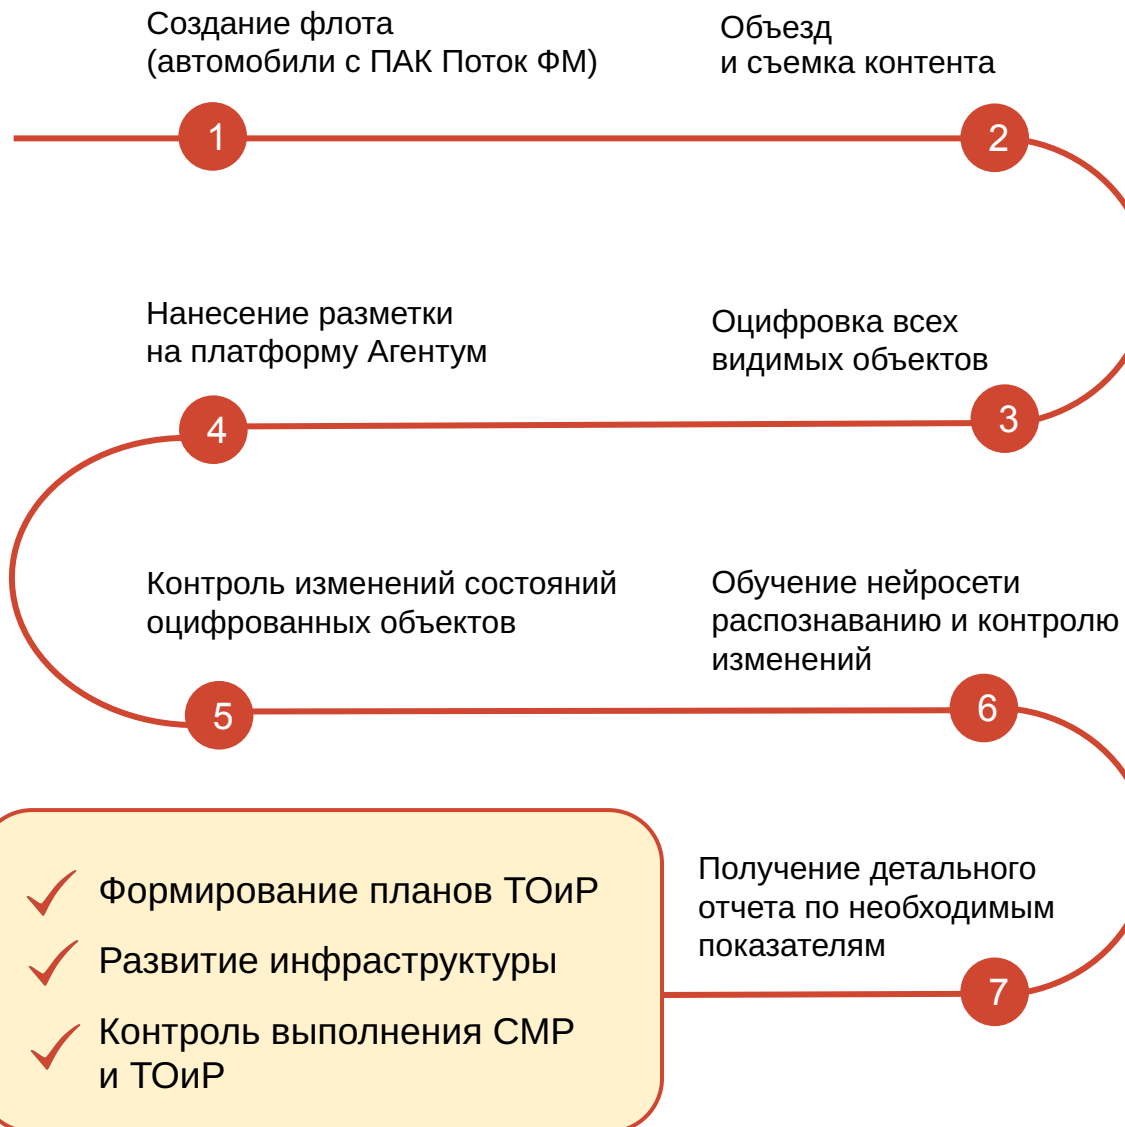 Создание флота
(автомобили с ПАК Поток ФМ)
Объезд
и съемка контента
1
2
Нанесение разметки
на платформу Агентум
Оцифровка всех
видимых объектов
4
3
Контроль изменений состояний
оцифрованных объектов
Обучение нейросети
распознаванию и контролю
изменений
5
6
Формирование планов ТОиР
Развитие инфраструктуры
Контроль выполнения СМР
и ТОиР
Получение детального
отчета по необходимым
показателям
7